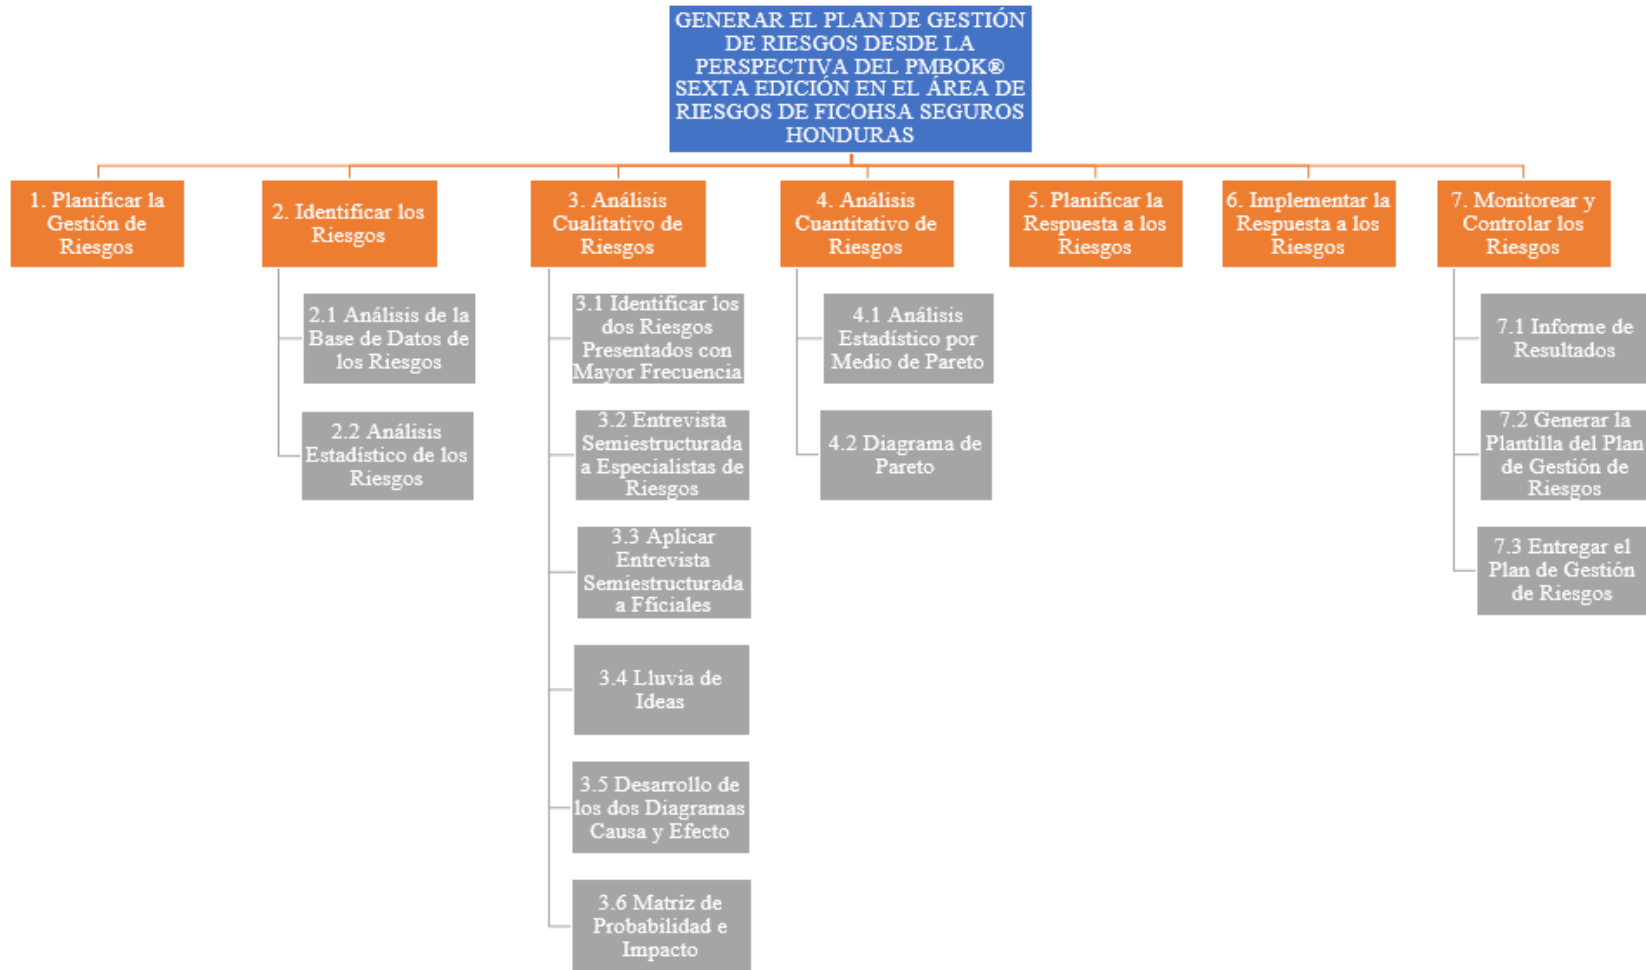 GENERAR EL PLAN DE GESTIÓN
DE RIESGOS DESDE LA
PERSPECTIVA DEL PMBOK®
SEXTA EDICIÓN EN EL ÁREA DE
RIESGOS DE FICOHSA SEGUROS
HONDURAS
1. Planificar la
Gestión de
Riesgos
2. Identificar los
Riesgos
2.1 Análisis de la
Base de Datos de
los Riesgos
2.2 Análisis
Estadístico de los
Riesgos
3. Análisis
Cualitativo de
Riesgos
3.1 Identificar los
dos Riesgos
Presentados con
Mayor Frecuencia
3.2 Entrevista
Semiestructurada
a Especialistas de
Riesgos
3.3 Aplicar
Entrevista
Semiestructurada
a Fficiales
3.4 Lluvia de
Ideas
3.5 Desarrollo de
los dos Diagramas
Causa y Efecto
3.6 Matriz de
Probabilidad e
Impacto
4. Análisis
Cuantitativo de
Riesgos
4.1 Análisis
Estadístico por
Medio de Pareto
4.2 Diagrama de
Pareto
5. Planificar la
Respuesta a los
Riesgos
6. Implementar la
Respuesta a los
Riesgos
7. Monitorear y
Controlar los
Riesgos
7.1 Informe de
Resultados
7.2 Generar la
Plantilla del Plan
de Gestión de
Riesgos
7.3 Entregar el
Plan de Gestión
de Riesgos